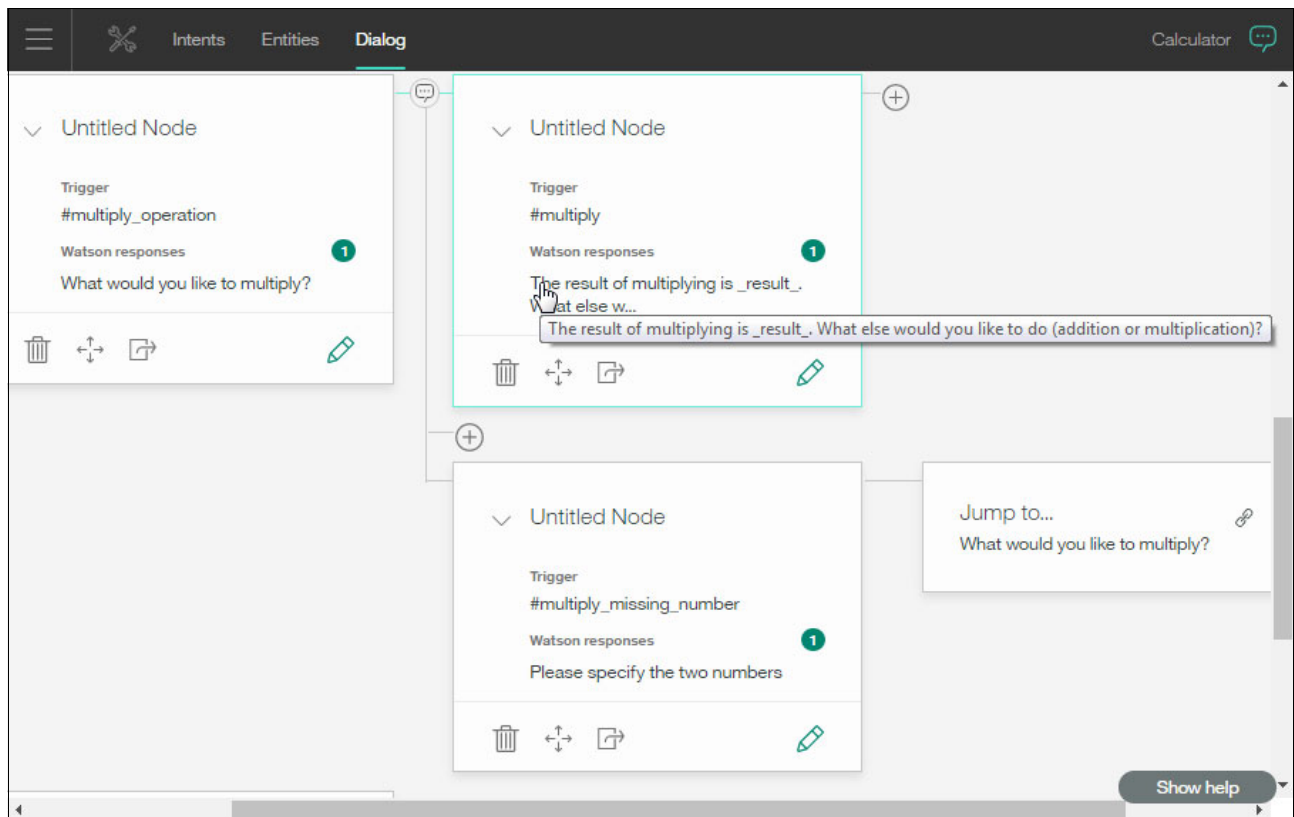 Intents Entities Dialog Calculator
Untitled Node
Trigger
#multiply_operation
Watson responses 1
What would you like to multiply?
Untitled Node
Trigger
#multiply
Watson responses 1
The result of multiplying is _result_.
What else w...
The result of multiplying is _result_. What else would you like to do (addition or multiplication)?
Untitled Node
Trigger
#multiply_missing_number
Watson responses 1
Please specify the two numbers
Jump to...
What would you like to multiply?
Show help